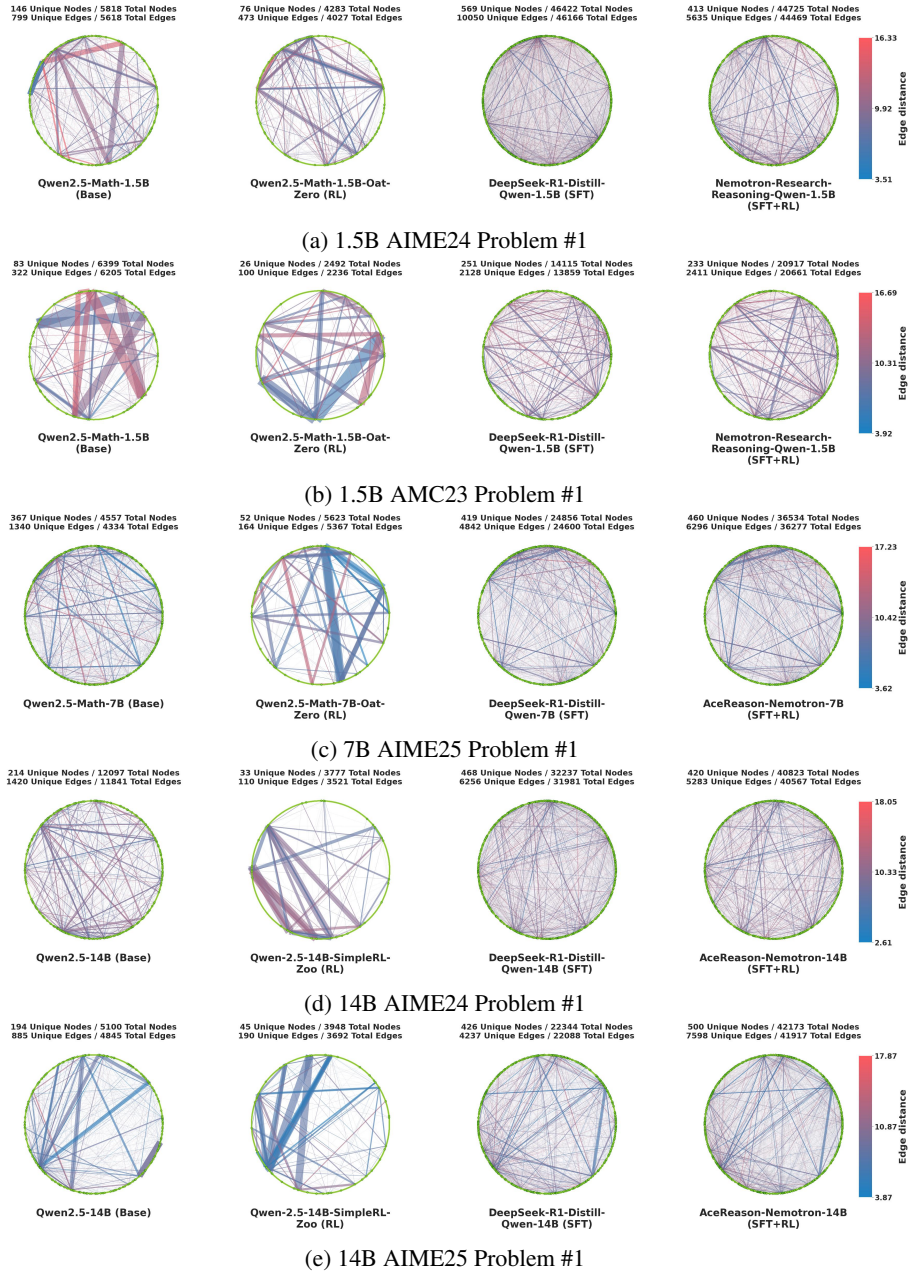 146 Unique Nodes / 5818 Total Nodes
799 Unique Edges / 5618 Total Edges
76 Unique Nodes / 4283 Total Nodes
473 Unique Edges / 4027 Total Edges
569 Unique Nodes / 46422 Total Nodes
10050 Unique Edges / 46166 Total Edges
413 Unique Nodes / 44725 Total Nodes
5635 Unique Edges / 44469 Total Edges
16.33
9.92
3.51
Edge distance
Qwen2.5-Math-1.5B
(Base)
Qwen2.5-Math-1.5B-Oat-
Zero (RL)
DeepSeek-R1-Distill-
Qwen-1.5B (SFT)
Nemotron-Research-
Reasoning-Qwen-1.5B
(SFT+RL)
(a) 1.5B AIME24 Problem #1
83 Unique Nodes / 6399 Total Nodes
322 Unique Edges / 6205 Total Edges
26 Unique Nodes / 2492 Total Nodes
100 Unique Edges / 2236 Total Edges
251 Unique Nodes / 14115 Total Nodes
2128 Unique Edges / 13859 Total Edges
233 Unique Nodes / 20917 Total Nodes
2411 Unique Edges / 20661 Total Edges
16.69
10.31
3.92
Edge distance
Qwen2.5-Math-1.5B
(Base)
Qwen2.5-Math-1.5B-Oat-
Zero (RL)
DeepSeek-R1-Distill-
Qwen-1.5B (SFT)
Nemotron-Research-
Reasoning-Qwen-1.5B
(SFT+RL)
(b) 1.5B AMC23 Problem #1
367 Unique Nodes / 4557 Total Nodes
1340 Unique Edges / 4334 Total Edges
52 Unique Nodes / 5623 Total Nodes
164 Unique Edges / 5367 Total Edges
419 Unique Nodes / 24856 Total Nodes
4842 Unique Edges / 24600 Total Edges
460 Unique Nodes / 36534 Total Nodes
6296 Unique Edges / 36277 Total Edges
17.23
10.42
3.62
Edge distance
Qwen2.5-Math-7B (Base)
Qwen2.5-Math-7B-Oat-
Zero (RL)
DeepSeek-R1-Distill-
Qwen-7B (SFT)
AceReason-Nemotron-7B
(SFT+RL)
(c) 7B AIME25 Problem #1
214 Unique Nodes / 12097 Total Nodes
1420 Unique Edges / 11841 Total Edges
33 Unique Nodes / 3777 Total Nodes
110 Unique Edges / 3521 Total Edges
468 Unique Nodes / 32237 Total Nodes
6256 Unique Edges / 31981 Total Edges
420 Unique Nodes / 40823 Total Nodes
5283 Unique Edges / 40567 Total Edges
18.05
10.33
2.61
Edge distance
Qwen2.5-14B (Base)
Qwen-2.5-14B-SimpleRL-
Zoo (RL)
DeepSeek-R1-Distill-
Qwen-14B (SFT)
AceReason-Nemotron-14B
(SFT+RL)
(d) 14B AIME24 Problem #1
194 Unique Nodes / 5100 Total Nodes
885 Unique Edges / 4845 Total Edges
45 Unique Nodes / 3948 Total Nodes
190 Unique Edges / 3692 Total Edges
426 Unique Nodes / 22344 Total Nodes
4237 Unique Edges / 22088 Total Edges
500 Unique Nodes / 42173 Total Nodes
7598 Unique Edges / 41917 Total Edges
17.87
10.87
3.87
Edge distance
Qwen2.5-14B (Base)
Qwen-2.5-14B-SimpleRL-
Zoo (RL)
DeepSeek-R1-Distill-
Qwen-14B (SFT)
AceReason-Nemotron-14B
(SFT+RL)
(e) 14B AIME25 Problem #1